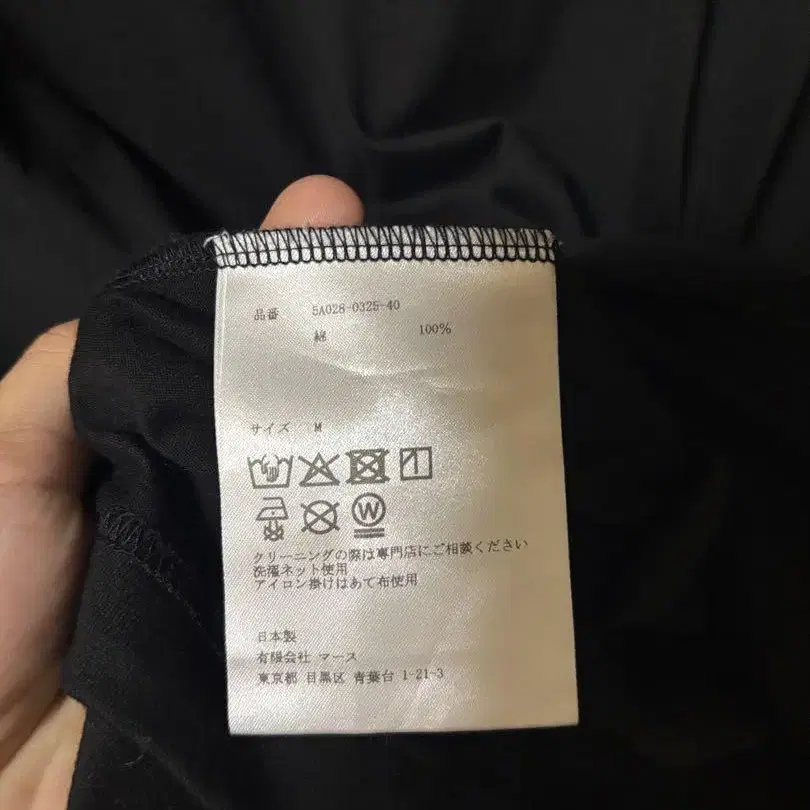 品番 5A028-0325-40
綿 100%
サイズ M
W
クリーニングの際は専門店にご相談ください
洗濯ネット使用
アイロン掛けはあて布使用
日本製
有限会社 マース
東京都 目黒区 青葉台 1-21-3